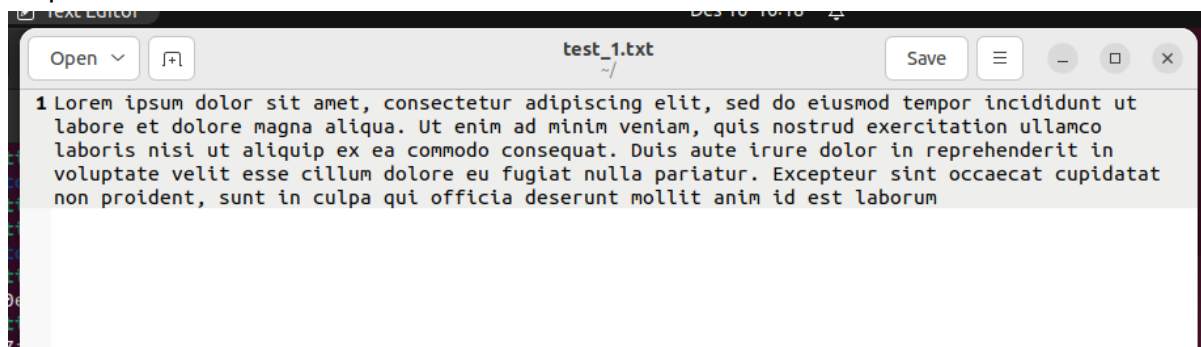 Text Editor
Open
test_1.txt
~/
Save
1 Lorem ipsum dolor sit amet, consectetur adipiscing elit, sed do eiusmod tempor incididunt ut
labore et dolore magna aliqua. Ut enim ad minim veniam, quis nostrud exercitation ullamco
laboris nisi ut aliquip ex ea commodo consequat. Duis aute irure dolor in reprehenderit in
voluptate velit esse cillum dolore eu fugiat nulla pariatur. Excepteur sint occaecat cupidatat
non proident, sunt in culpa qui officia deserunt mollit anim id est laborum